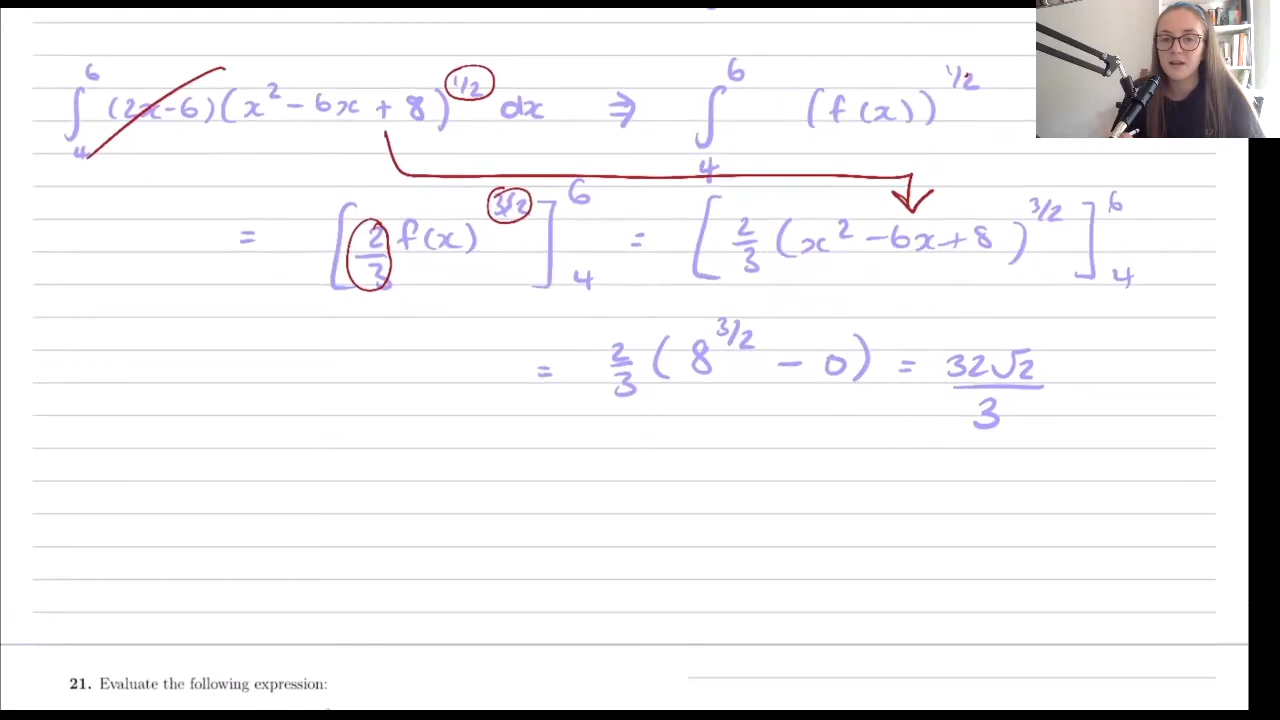 ∫₄⁶ (2x-6)(x² - 6x + 8)^{1/2} dx ⇒ ∫₄⁶ (f(x))^{1/2}
= [2/3 f(x)^{3/2}]₄⁶ = [2/3 (x² - 6x + 8)^{3/2}]₄⁶
= 2/3 (8^{3/2} - 0) = 32√2/3
21. Evaluate the following expression: